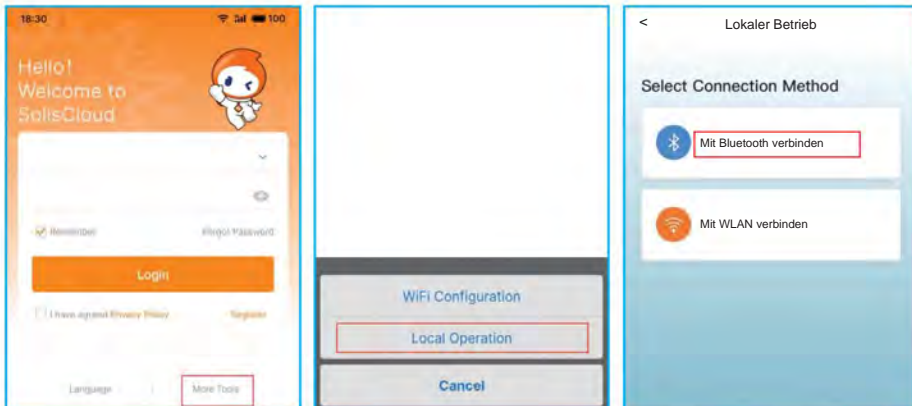 18:30
100
Hello!
Welcome to
SolisCloud
Remember
Forgot Password
Login
I have agreed Privacy Policy
Register
Language
More Tools
WiFi Configuration
Local Operation
Cancel
<
Lokaler Betrieb
Select Connection Method
Mit Bluetooth verbinden
Mit WLAN verbinden